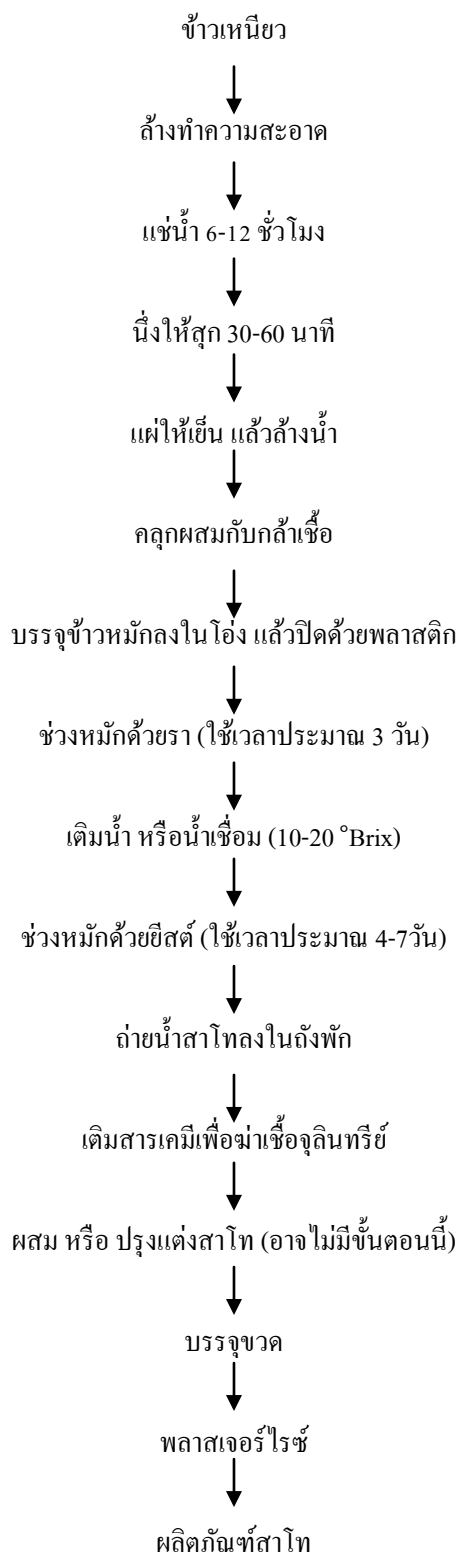 ข้าวเหนียว
ล้างทำความสะอาด
แช่น้ำ 6-12 ชั่วโมง
นึ่งให้สุก 30-60 นาที
แผ่ให้เย็น แล้วล้างน้ำ
คลุกผสมกับกล้าเชื้อ
บรรจุข้าวหมักลงในโอ่ง แล้วปิดด้วยพลาสติก
ช่วงหมักด้วยรา (ใช้เวลาประมาณ 3 วัน)
เติมน้ำ หรือน้ำเชื่อม (10-20 °Brix)
ช่วงหมักด้วยยีสต์ (ใช้เวลาประมาณ 4-7วัน)
ถ่ายน้ำสาโทลงในถังพัก
เติมสารเคมีเพื่อฆ่าเชื้อจุลินทรีย์
ผสม หรือ ปรุงแต่งสาโท (อาจไม่มีขั้นตอนนี้)
บรรจุขวด
พลาสเจอร์ไรซ์
ผลิตภัณฑ์สาโท